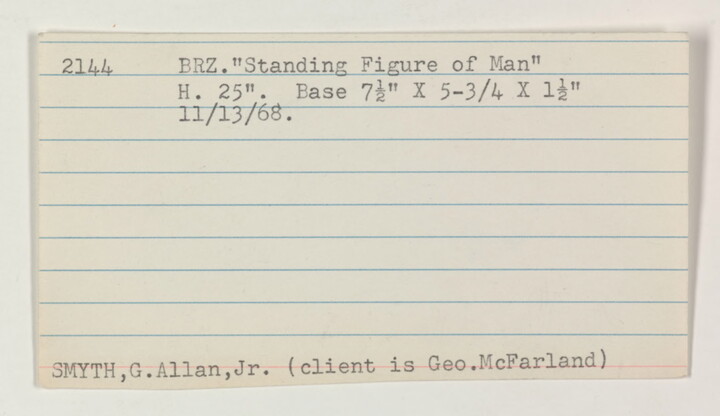 2144 BRZ."Standing Figure of Man"
H. 25". Base 7½" X 5-3/4 X 1½"
11/13/68.
SMYTH,G.Allan,Jr. (client is Geo.McFarland)